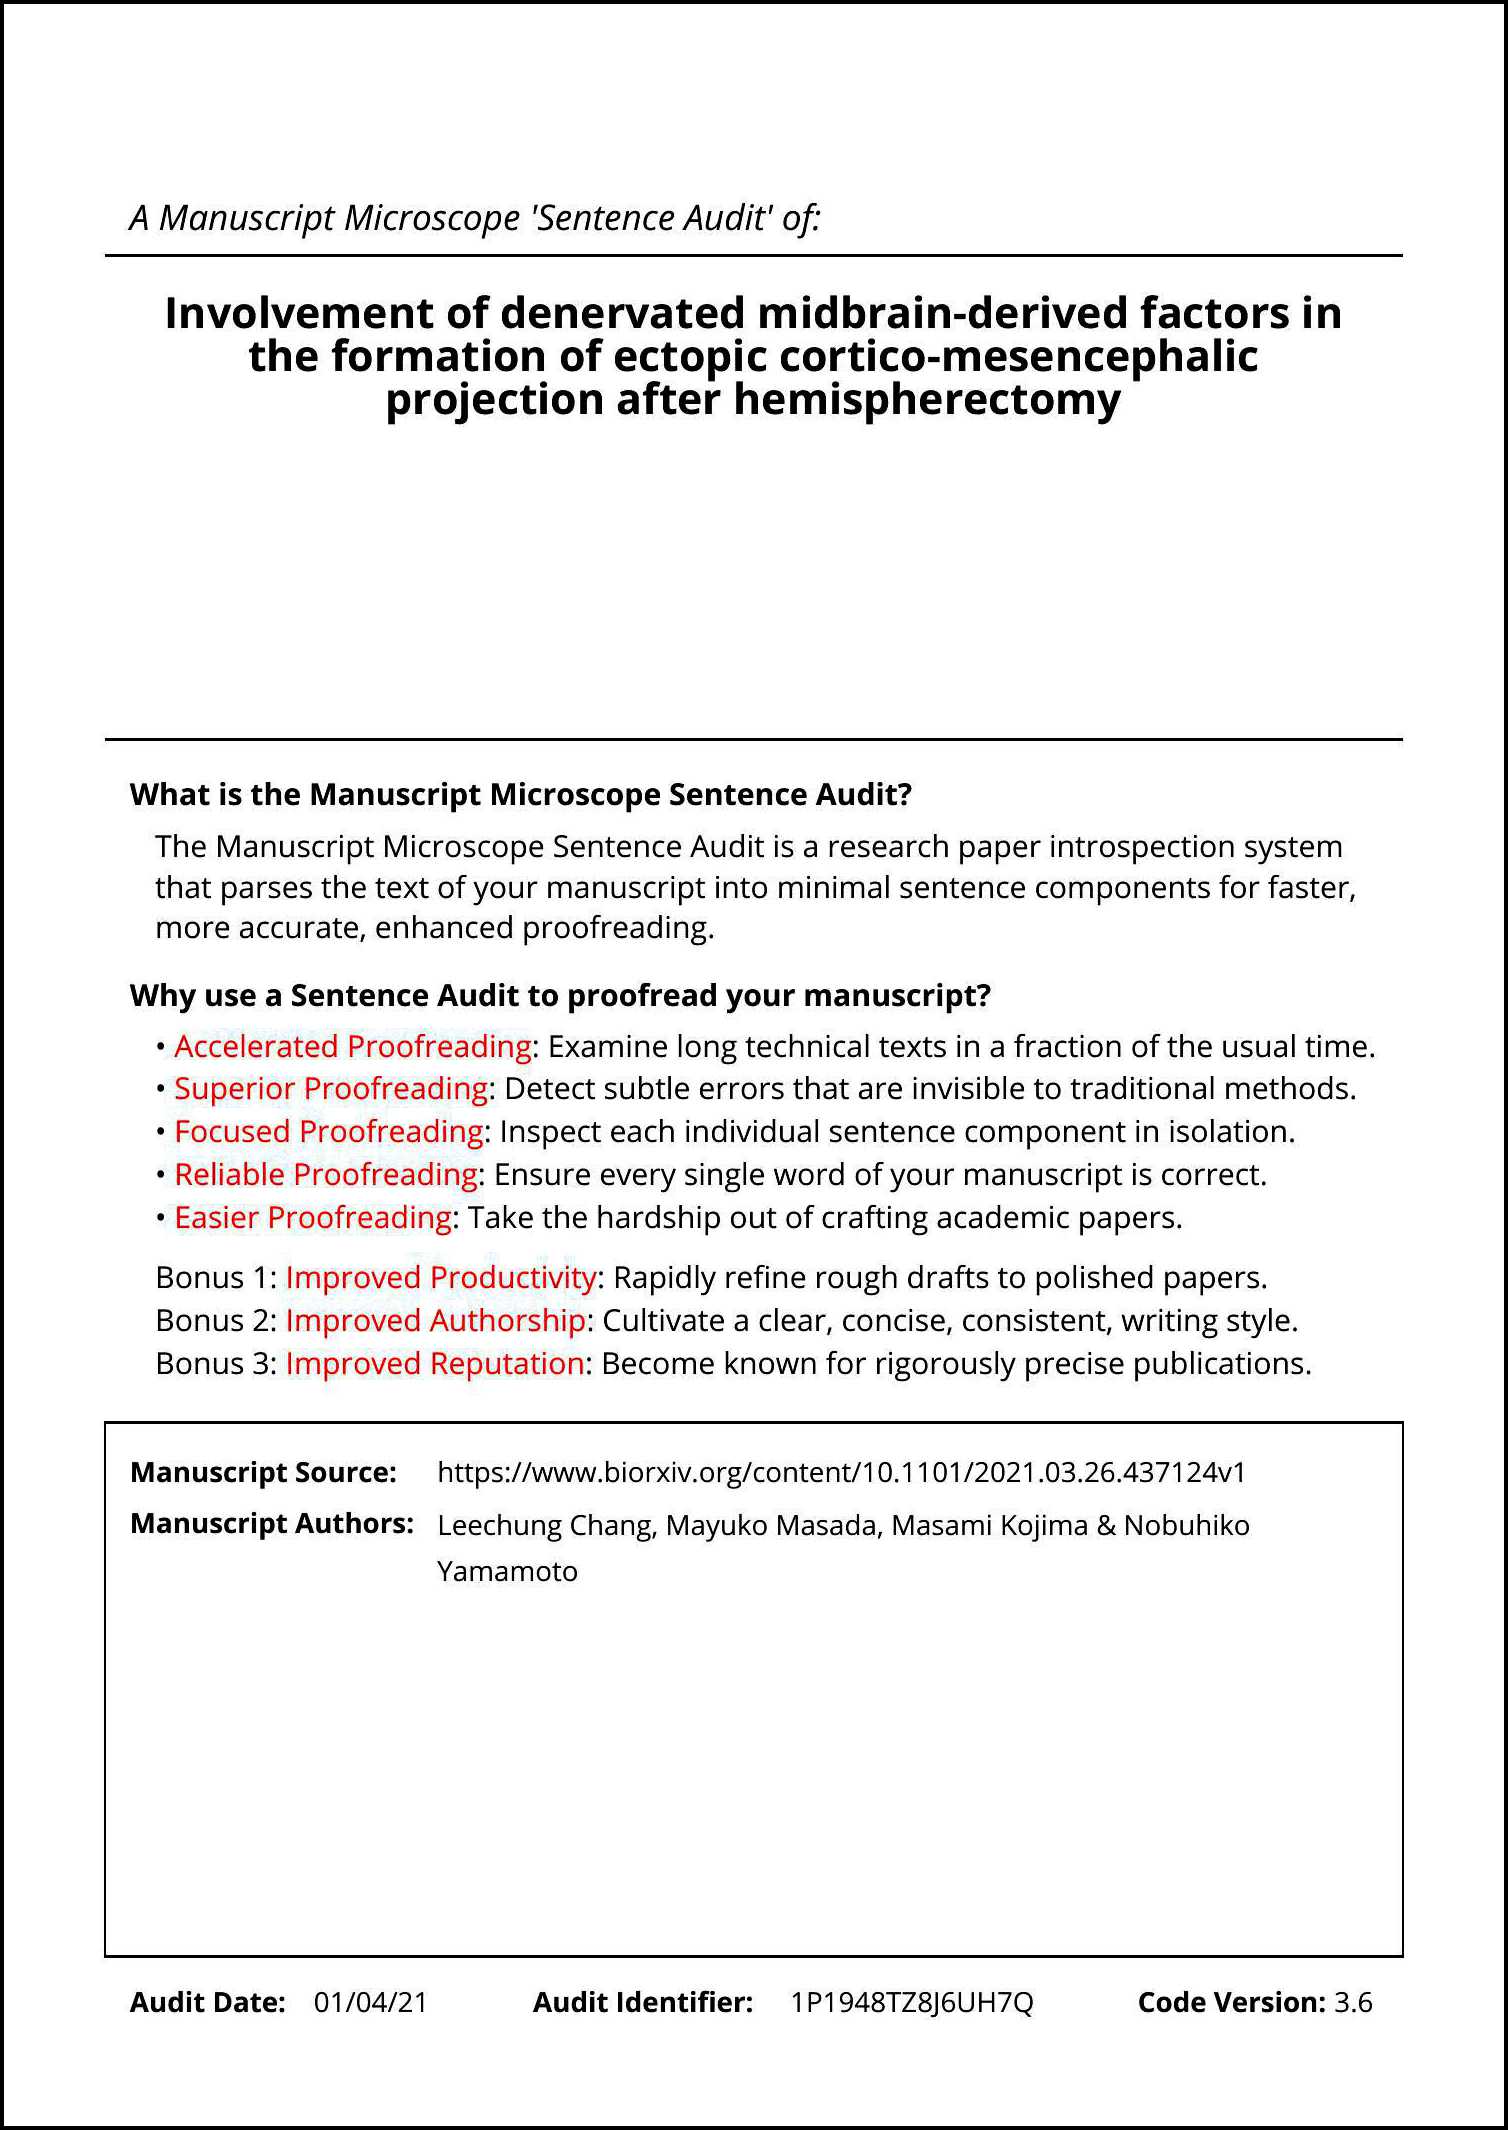 A Manuscript Microscope 'Sentence Audit' of:
Involvement of denervated midbrain-derived factors in
the formation of ectopic cortico-mesencephalic
projection after hemispherectomy
What is the Manuscript Microscope Sentence Audit?
The Manuscript Microscope Sentence Audit is a research paper introspection system
that parses the text of your manuscript into minimal sentence components for faster,
more accurate, enhanced proofreading.
Why use a Sentence Audit to proofread your manuscript?
• Accelerated Proofreading: Examine long technical texts in a fraction of the usual time.
• Superior Proofreading: Detect subtle errors that are invisible to traditional methods.
• Focused Proofreading: Inspect each individual sentence component in isolation.
• Reliable Proofreading: Ensure every single word of your manuscript is correct.
• Easier Proofreading: Take the hardship out of crafting academic papers.
Bonus 1: Improved Productivity: Rapidly refine rough drafts to polished papers.
Bonus 2: Improved Authorship: Cultivate a clear, concise, consistent, writing style.
Bonus 3: Improved Reputation: Become known for rigorously precise publications.
Manuscript Source: https://www.biorxiv.org/content/10.1101/2021.03.26.437124v1
Manuscript Authors: Leechung Chang, Mayuko Masada, Masami Kojima & Nobuhiko
Yamamoto
Audit Date: 01/04/21 Audit Identifier: 1P1948TZ8J6UH7Q Code Version: 3.6